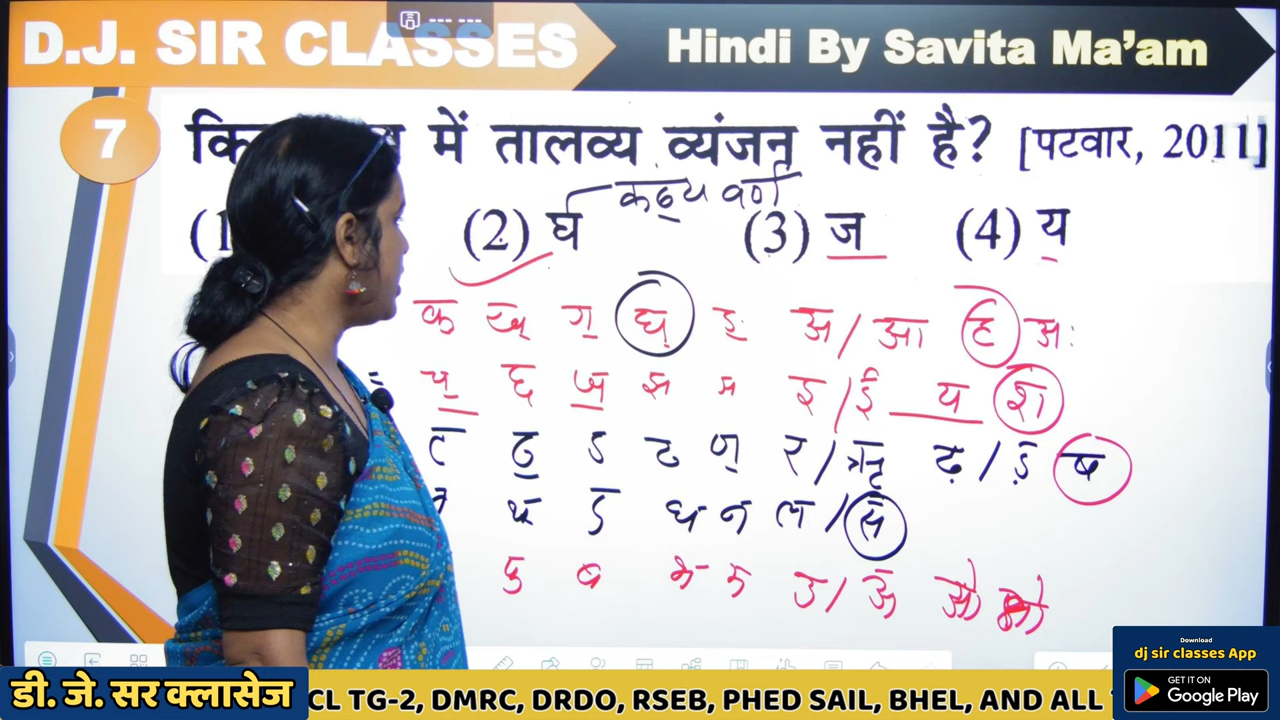 D.J. SIR CLASSES
Hindi By Savita Ma’am
7
में तालव्य व्यंजन नहीं है? [पटवार, 2011]
वर्ण
(2) घ (3) ज (4) य
क ख् ग् घ् ङ अ / आ ह अः
च् छ ज् झ इ / ई य श
ठ ड ढ ण् र / ऋ ढ़ / ड़ ष
ध न ल / स
ब भ म उ / ऊ ओ
डी. जे. सर क्लासेज
CL TG-2, DMRC, DRDO, RSEB, PHED SAIL, BHEL, AND ALL
Download
dj sir classes App
GET IT ON
Google Play